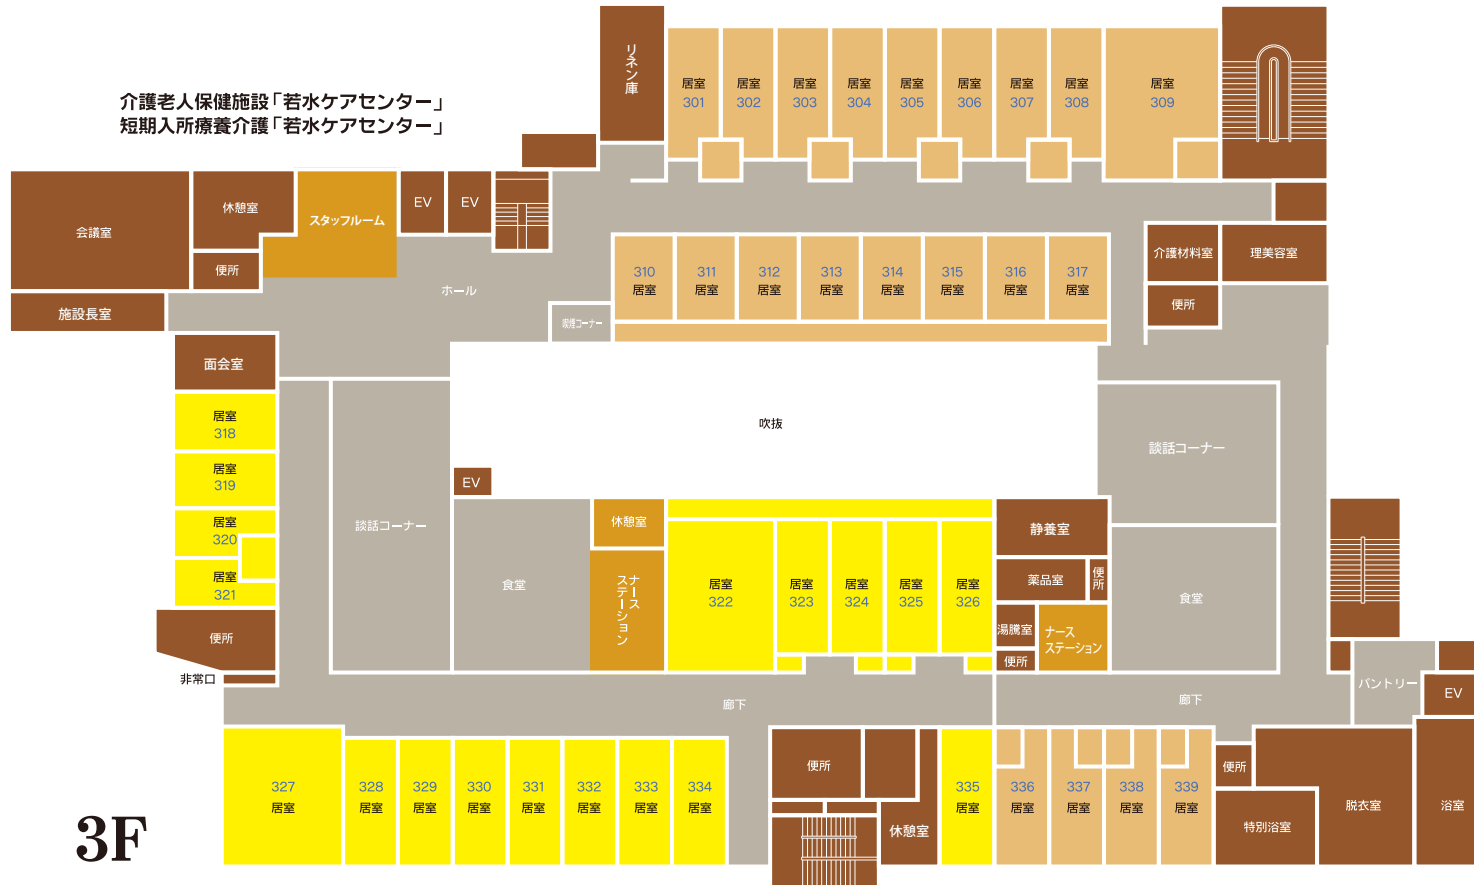 介護老人保健施設「若水ケアセンター」
短期入所療養介護「若水ケアセンター」
リネン庫
居室
301
居室
302
居室
303
居室
304
居室
305
居室
306
居室
307
居室
308
居室
309
会議室
休憩室
スタッフルーム
EV
EV
便所
施設長室
ホール
喫煙コーナー
310
居室
311
居室
312
居室
313
居室
314
居室
315
居室
316
居室
317
居室
介護材料室
理美容室
便所
面会室
居室
318
居室
319
居室
320
居室
321
便所
非常口
談話コーナー
吹抜
EV
食堂
休憩室
ナース
ステーション
居室
322
居室
323
居室
324
居室
325
居室
326
静養室
薬品室
便所
湯騰室
便所
ナース
ステーション
談話コーナー
食堂
廊下
廊下
パントリー
EV
327
居室
328
居室
329
居室
330
居室
331
居室
332
居室
333
居室
334
居室
便所
休憩室
335
居室
336
居室
337
居室
338
居室
339
居室
便所
特別浴室
脱衣室
浴室
3F